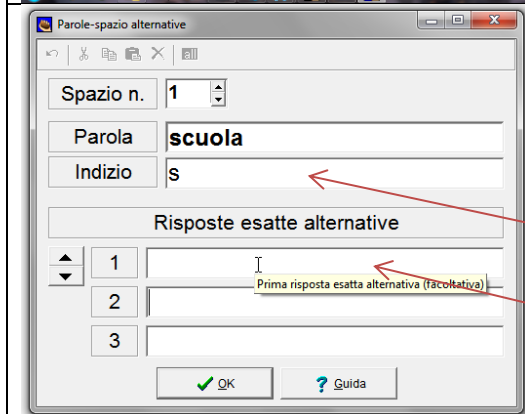 Parole-spazio alternative
all
Spazio n. 1
Parola scuola
Indizio s
Risposte esatte alternative
1
Prima risposta esatta alternativa (facoltativa)
2
3
OK Guida